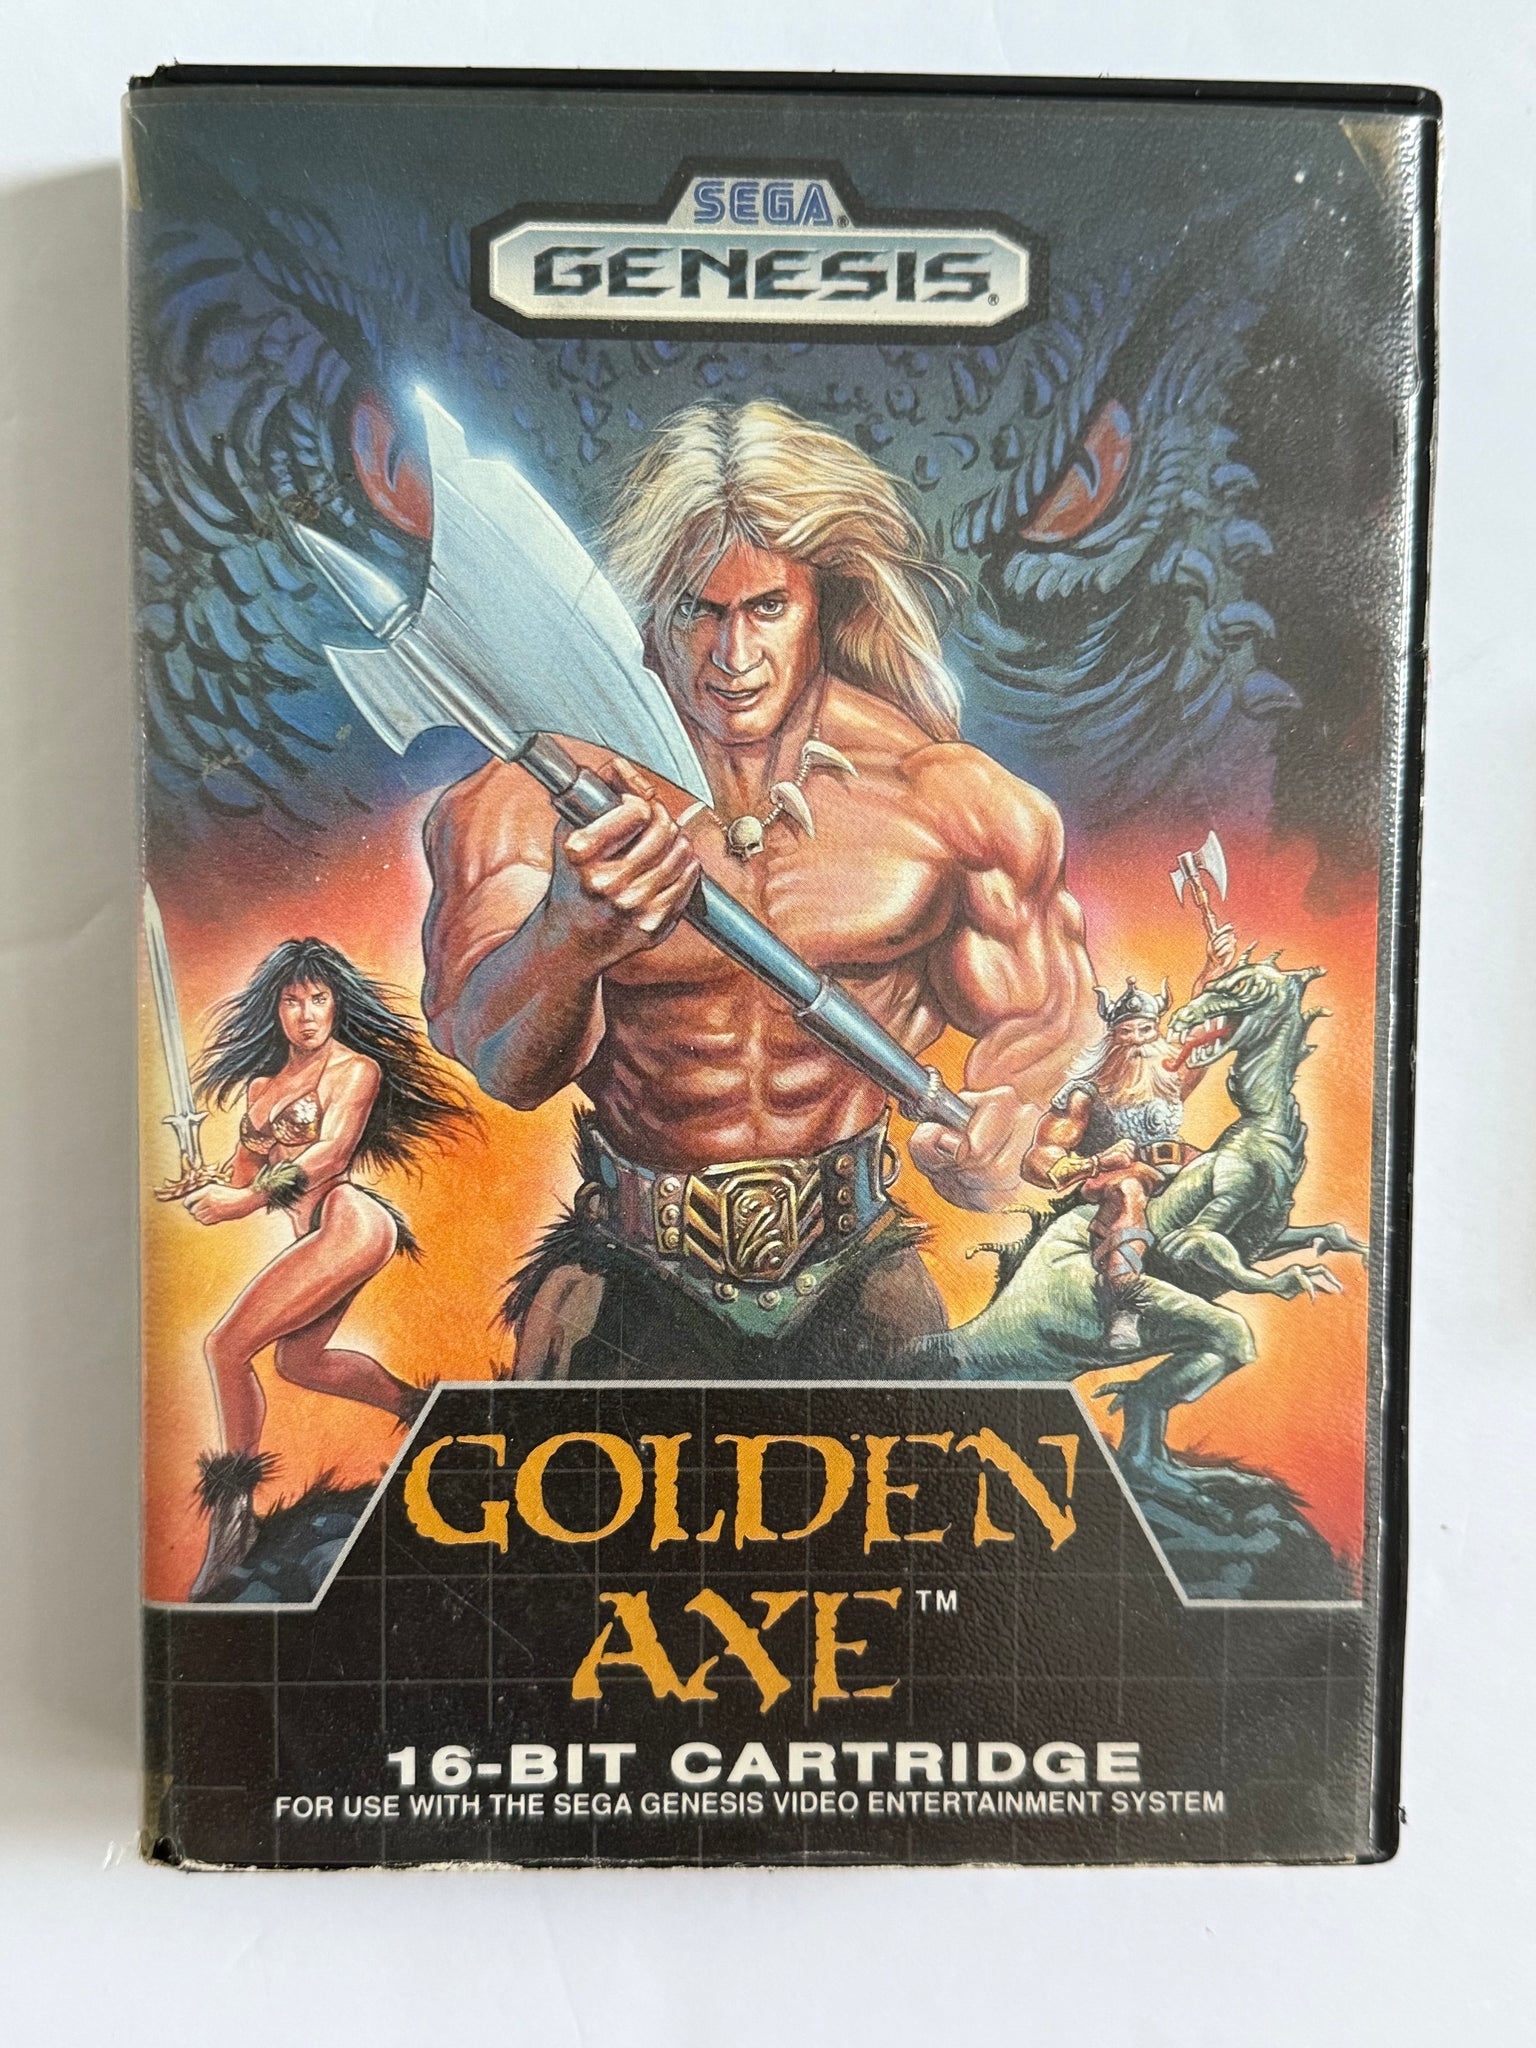 SEGA®
GENESIS®
GOLDEN
AXE™
16-BIT CARTRIDGE
FOR USE WITH THE SEGA GENESIS VIDEO ENTERTAINMENT SYSTEM